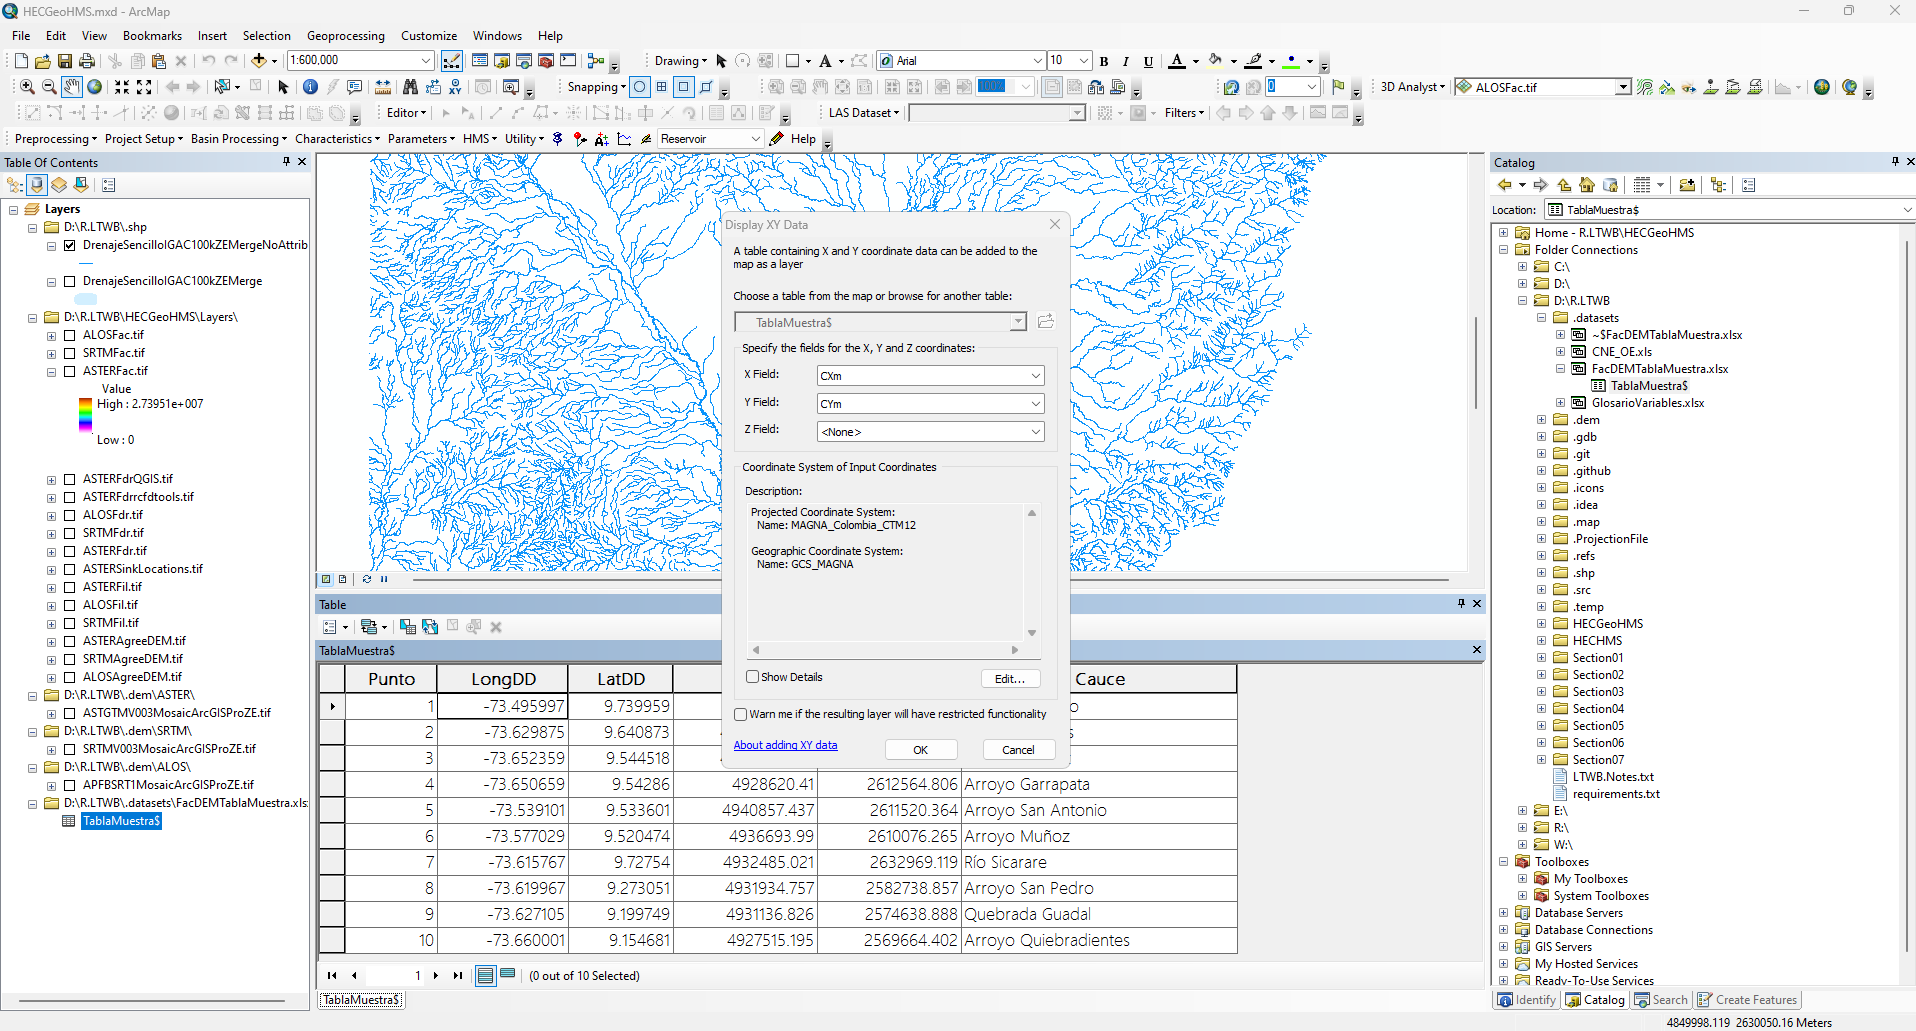 HECGeoHMS.mxd - ArcMap
File Edit View Bookmarks Insert Selection Geoprocessing Customize Windows Help
1:600,000
Drawing
A
Arial
10
B I U A
Snapping
100%
0
3D Analyst
ALOSFac.tif
Editor
LAS Dataset
Filters
Preprocessing Project Setup Basin Processing Characteristics Parameters HMS Utility
Reservoir
Help
Table Of Contents
Layers
D:\R.LTWB\.shp
DrenajeSencilloIGAC100kZEMergeNoAttrib
DrenajeSencilloIGAC100kZEMerge
D:\R.LTWB\HECGeoHMS\Layers\
ALOSFac.tif
SRTMFac.tif
ASTERFac.tif
Value
High : 2.73951e+007
Low : 0
ASTERFdrQGIS.tif
ASTERFdrrcfdtools.tif
ALOSFdr.tif
SRTMFdr.tif
ASTERFdr.tif
ASTERSinkLocations.tif
ASTERFil.tif
ALOSFil.tif
SRTMFil.tif
ASTERAgreeDEM.tif
SRTMAgreeDEM.tif
ALOSAgreeDEM.tif
D:\R.LTWB\.dem\ASTER\
ASTGTMV003MosaicArcGISProZE.tif
D:\R.LTWB\.dem\SRTM\
SRTMV003MosaicArcGISProZE.tif
D:\R.LTWB\.dem\ALOS\
APFBSRT1MosaicArcGISProZE.tif
D:\R.LTWB\.datasets\FacDEMTablaMuestra.xls
TablaMuestra$
Display XY Data
A table containing X and Y coordinate data can be added to the
map as a layer
Choose a table from the map or browse for another table:
TablaMuestra$
Specify the fields for the X, Y and Z coordinates:
X Field: CXm
Y Field: CYm
Z Field: <None>
Coordinate System of Input Coordinates
Description:
Projected Coordinate System:
Name: MAGNA_Colombia_CTM12
Geographic Coordinate System:
Name: GCS_MAGNA
Show Details
Edit...
Warn me if the resulting layer will have restricted functionality
About adding XY data
OK
Cancel
Table
TablaMuestra$
Punto LongDD LatDD Cauce
1 -73.495997 9.739959 o
2 -73.629875 9.640873 s
3 -73.652359 9.544518
4 -73.650659 9.54286 4928620.41 2612564.806 Arroyo Garrapata
5 -73.539101 9.533601 4940857.437 2611520.364 Arroyo San Antonio
6 -73.577029 9.520474 4936693.99 2610076.265 Arroyo Muñoz
7 -73.615767 9.72754 4932485.021 2632969.119 Río Sicarare
8 -73.619967 9.273051 4931934.757 2582738.857 Arroyo San Pedro
9 -73.627105 9.199749 4931136.826 2574638.888 Quebrada Guadal
10 -73.660001 9.154681 4927515.195 2569664.402 Arroyo Quiebradientes
1
(0 out of 10 Selected)
TablaMuestra$
Catalog
Location: TablaMuestra$
Home - R.LTWB\HECGeoHMS
Folder Connections
C:\
D:\
D:\R.LTWB
.datasets
~$FacDEMTablaMuestra.xlsx
CNE_OE.xls
FacDEMTablaMuestra.xlsx
TablaMuestra$
GlosarioVariables.xlsx
.dem
.gdb
.git
.github
.icons
.idea
.map
.ProjectionFile
.refs
.shp
.src
.temp
HECGeoHMS
HECHMS
Section01
Section02
Section03
Section04
Section05
Section06
Section07
LTWB.Notes.txt
requirements.txt
E:\
R:\
W:\
Toolboxes
My Toolboxes
System Toolboxes
Database Servers
Database Connections
GIS Servers
My Hosted Services
Ready-To-Use Services
Identify Catalog Search Create Features
4849998.119 2630050.16 Meters